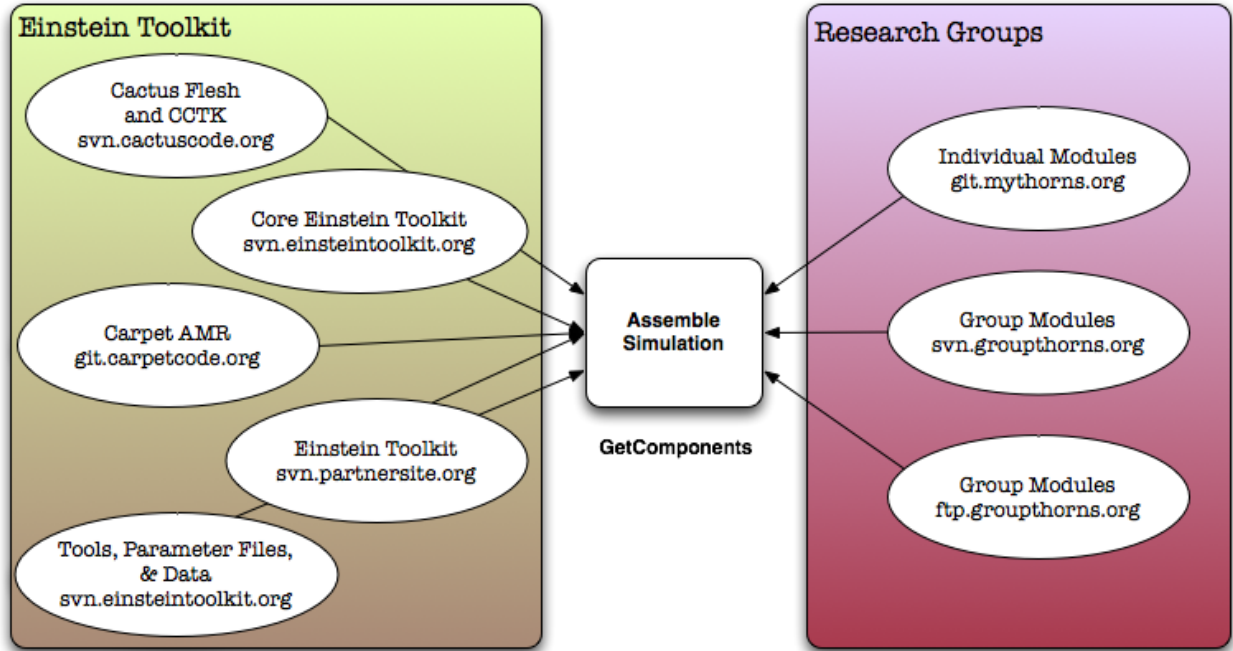 Einstein Toolkit
Cactus Flesh
and CCTK
svn.cactuscode.org
Core Einstein Toolkit
svn.einsteintoolkit.org
Carpet AMR
git.carpetcode.org
Einstein Toolkit
svn.partnersite.org
Tools, Parameter Files,
& Data
svn.einsteintoolkit.org
Assemble
Simulation
GetComponents
Research Groups
Individual Modules
git.mythorns.org
Group Modules
svn.groupthorns.org
Group Modules
ftp.groupthorns.org